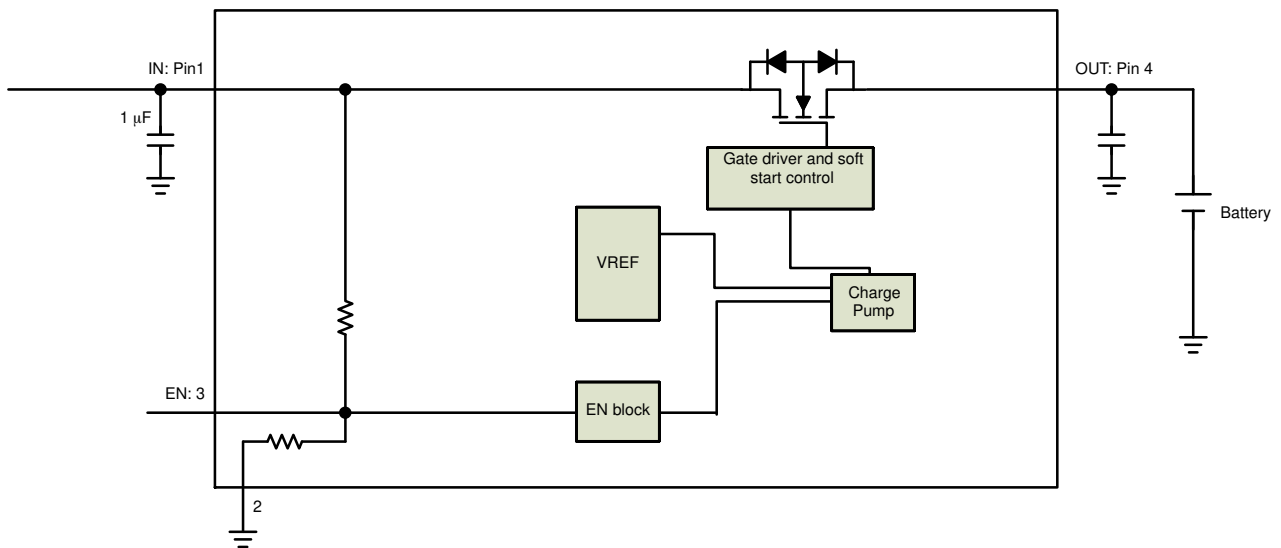 IN: Pin1
OUT: Pin 4
1 μF
Gate driver and soft
start control
Battery
VREF
Charge
Pump
EN: 3
EN block
2